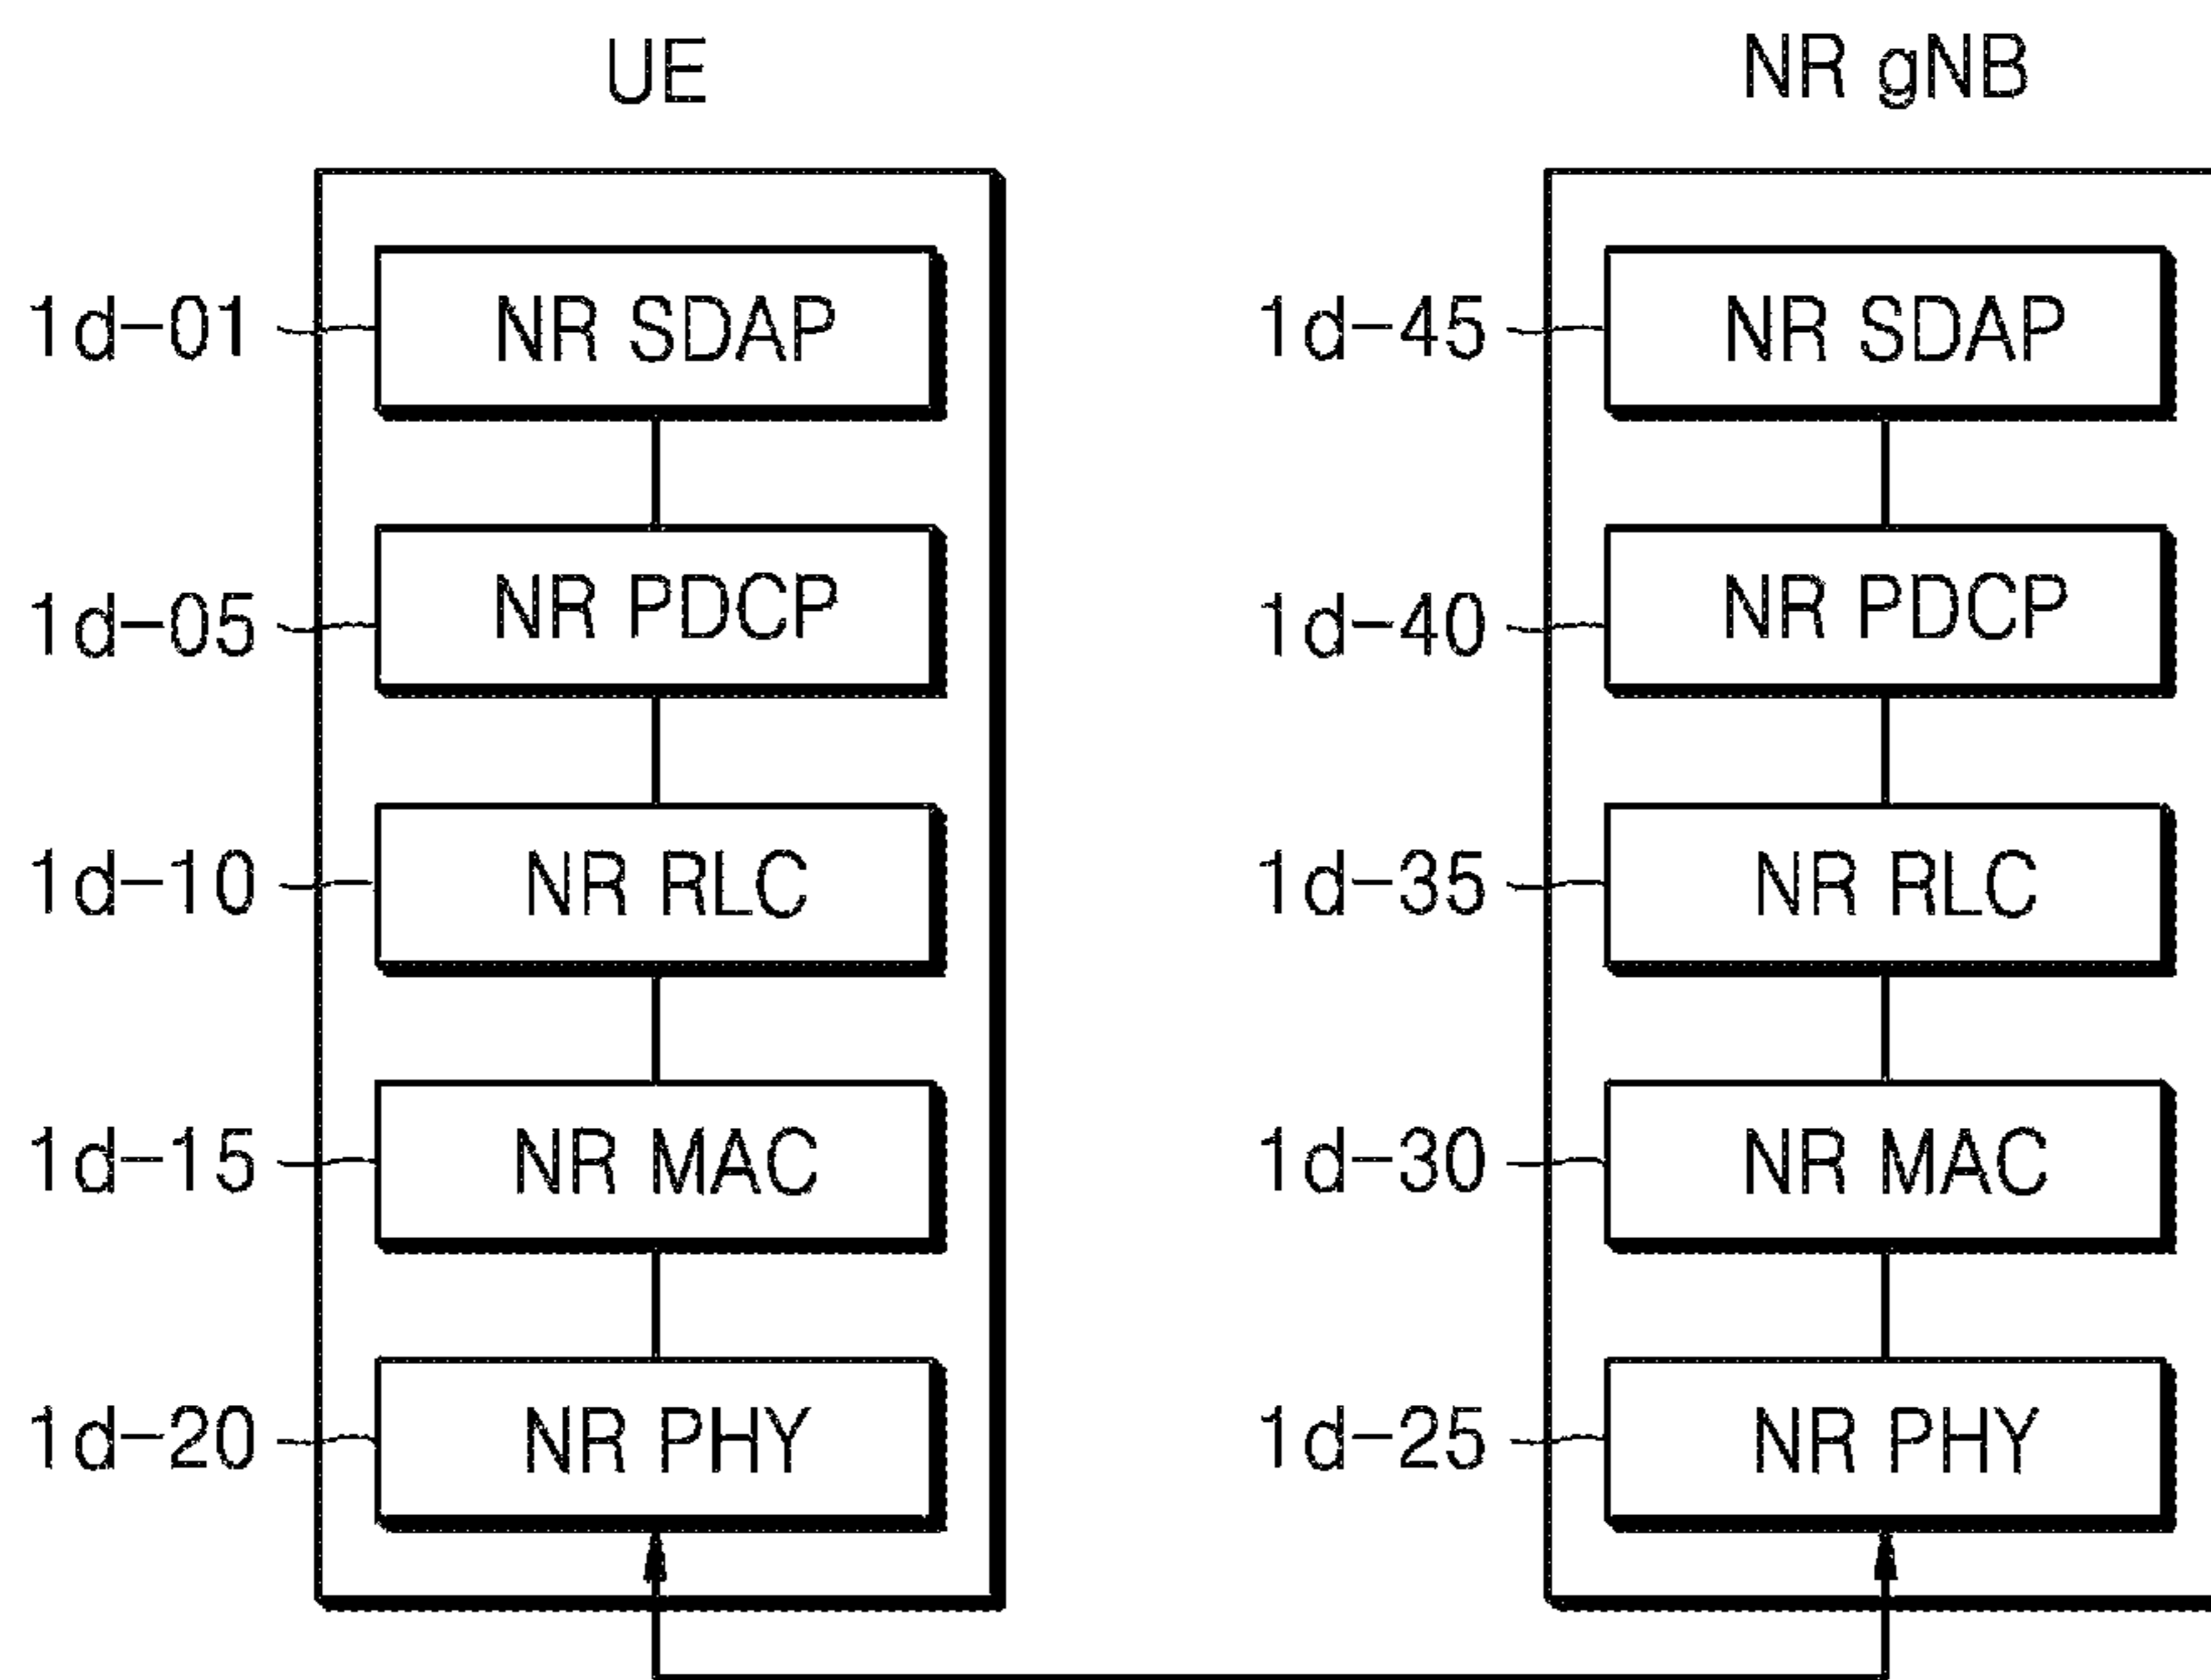 UE NR gNB
1d-01 NR SDAP 1d-45 NR SDAP
1d-05 NR PDCP 1d-40 NR PDCP
1d-10 NR RLC 1d-35 NR RLC
1d-15 NR MAC 1d-30 NR MAC
1d-20 NR PHY 1d-25 NR PHY